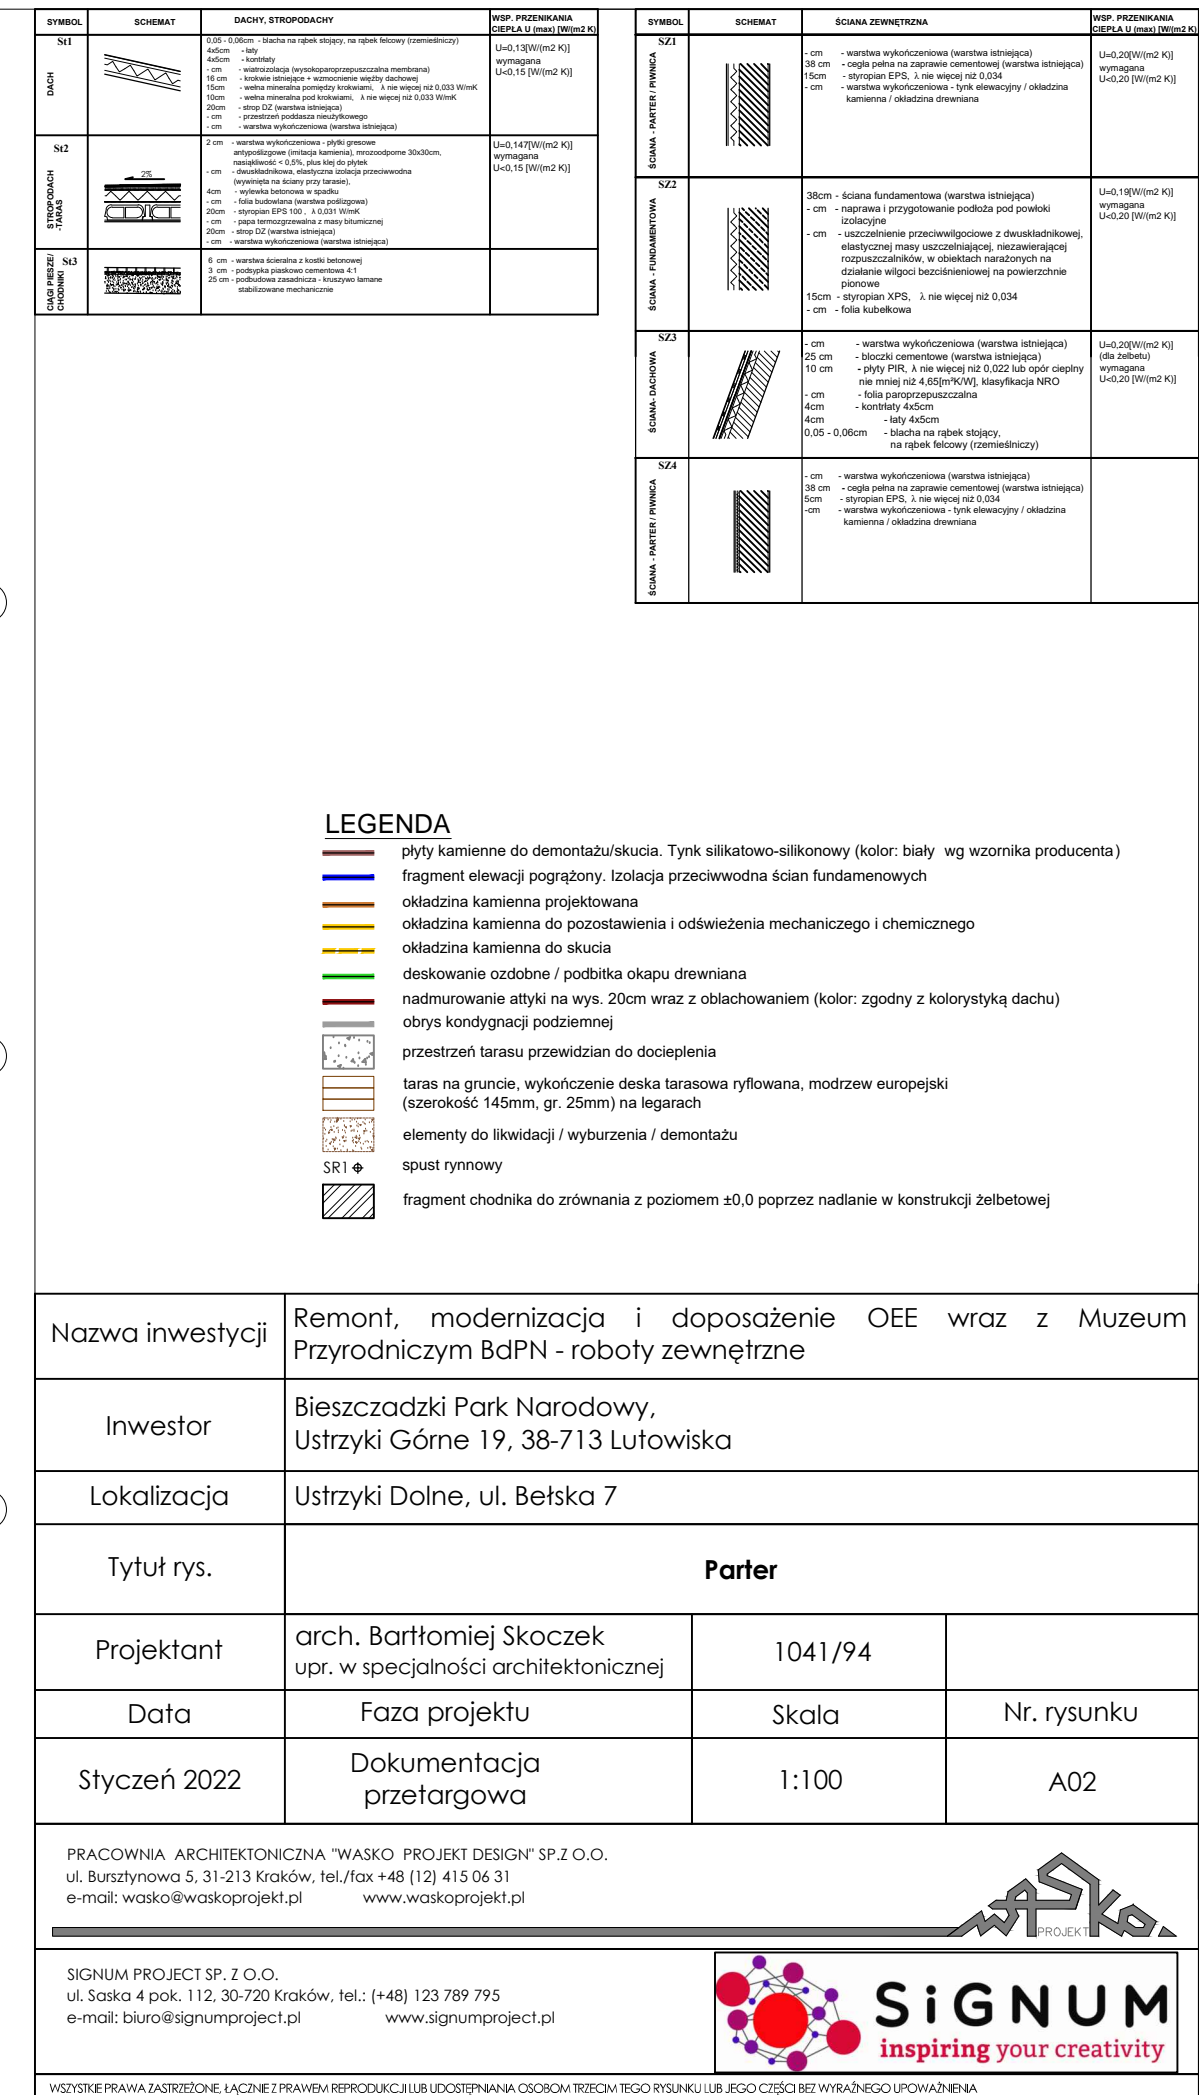 SYMBOL SCHEMAT DACHY, STROPODACHY WSP. PRZENIKANIA
CIEPŁA U (max) [W/(m2 K)
St1
DACH
0,05 - 0,06cm - blacha na rąbek stojący, na rąbek felcowy (rzemieślniczy)
4x5cm - łaty
4x5cm - kontrłaty
- cm - wiatroizolacja (wysokoparoprzepuszczalna membrana)
16 cm - krokwie istniejące + wzmocnienie więźby dachowej
15cm - wełna mineralna pomiędzy krokwiami, λ nie więcej niż 0,033 W/mK
10cm - wełna mineralna pod krokwiami, λ nie więcej niż 0,033 W/mK
20cm - strop DZ (warstwa istniejąca)
- cm - przestrzeń poddasza nieużytkowego
- cm - warstwa wykończeniowa (warstwa istniejąca)
U=0,13[W/(m2 K)]
wymagana
U<0,15 [W/(m2 K)]
St2
STROPODACH
-TARAS
2%
2 cm - warstwa wykończeniowa - płytki gresowe
antypoślizgowe (imitacja kamienia), mrozoodporne 30x30cm,
nasiąkliwość < 0,5%, plus klej do płytek
- cm - dwuskładnikowa, elastyczna izolacja przeciwwodna
(wywinięta na ściany przy tarasie),
4cm - wylewka betonowa w spadku
- cm - folia budowlana (warstwa poślizgowa)
20cm - styropian EPS 100 , λ 0,031 W/mK
- cm - papa termozgrzewalna z masy bitumicznej
20cm - strop DZ (warstwa istniejąca)
- cm - warstwa wykończeniowa (warstwa istniejąca)
U=0,147[W/(m2 K)]
wymagana
U<0,15 [W/(m2 K)]
St3
CIĄGI PIESZE/
CHODNIKI
6 cm - warstwa ścieralna z kostki betonowej
3 cm - podsypka piaskowo cementowa 4:1
25 cm - podbudowa zasadnicza - kruszywo łamane
stabilizowane mechanicznie
SYMBOL SCHEMAT ŚCIANA ZEWNĘTRZNA WSP. PRZENIKANIA
CIEPŁA U (max) [W/(m2 K)
SZ1
ŚCIANA - PARTER / PIWNICA
- cm - warstwa wykończeniowa (warstwa istniejąca)
38 cm - cegła pełna na zaprawie cementowej (warstwa istniejąca)
15cm - styropian EPS, λ nie więcej niż 0,034
- cm - warstwa wykończeniowa - tynk elewacyjny / okładzina
kamienna / okładzina drewniana
U=0,20[W/(m2 K)]
wymagana
U<0,20 [W/(m2 K)]
SZ2
ŚCIANA - FUNDAMENTOWA
38cm - ściana fundamentowa (warstwa istniejąca)
- cm - naprawa i przygotowanie podłoża pod powłoki
izolacyjne
- cm - uszczelnienie przeciwwilgociowe z dwuskładnikowej,
elastycznej masy uszczelniającej, niezawierającej
rozpuszczalników, w obiektach narażonych na
działanie wilgoci bezciśnieniowej na powierzchnie
pionowe
15cm - styropian XPS, λ nie więcej niż 0,034
- cm - folia kubełkowa
U=0,19[W/(m2 K)]
wymagana
U<0,20 [W/(m2 K)]
SZ3
ŚCIANA- DACHOWA
- cm - warstwa wykończeniowa (warstwa istniejąca)
25 cm - bloczki cementowe (warstwa istniejąca)
10 cm - płyty PIR, λ nie więcej niż 0,022 lub opór cieplny
nie mniej niż 4,65[m²K/W], klasyfikacja NRO
- cm - folia paroprzepuszczalna
4cm - kontrłaty 4x5cm
4cm - łaty 4x5cm
0,05 - 0,06cm - blacha na rąbek stojący,
na rąbek felcowy (rzemieślniczy)
U=0,20[W/(m2 K)]
(dla żelbetu)
wymagana
U<0,20 [W/(m2 K)]
SZ4
ŚCIANA - PARTER / PIWNICA
- cm - warstwa wykończeniowa (warstwa istniejąca)
38 cm - cegła pełna na zaprawie cementowej (warstwa istniejąca)
5cm - styropian EPS, λ nie więcej niż 0,034
-cm - warstwa wykończeniowa - tynk elewacyjny / okładzina
kamienna / okładzina drewniana
LEGENDA
płyty kamienne do demontażu/skucia. Tynk silikatowo-silikonowy (kolor: biały wg wzornika producenta)
fragment elewacji pogrążony. Izolacja przeciwwodna ścian fundamenowych
okładzina kamienna projektowana
okładzina kamienna do pozostawienia i odświeżenia mechaniczego i chemicznego
okładzina kamienna do skucia
deskowanie ozdobne / podbitka okapu drewniana
nadmurowanie attyki na wys. 20cm wraz z oblachowaniem (kolor: zgodny z kolorystyką dachu)
obrys kondygnacji podziemnej
przestrzeń tarasu przewidzian do docieplenia
taras na gruncie, wykończenie deska tarasowa ryflowana, modrzew europejski
(szerokość 145mm, gr. 25mm) na legarach
elementy do likwidacji / wyburzenia / demontażu
SR1 spust rynnowy
fragment chodnika do zrównania z poziomem ±0,0 poprzez nadlanie w konstrukcji żelbetowej
Nazwa inwestycji
Remont, modernizacja i doposażenie OEE wraz z Muzeum
Przyrodniczym BdPN - roboty zewnętrzne
Inwestor
Bieszczadzki Park Narodowy,
Ustrzyki Górne 19, 38-713 Lutowiska
Lokalizacja Ustrzyki Dolne, ul. Bełska 7
Tytuł rys. Parter
Projektant
arch. Bartłomiej Skoczek
upr. w specjalności architektonicznej
1041/94
Data Faza projektu Skala Nr. rysunku
Styczeń 2022
Dokumentacja
przetargowa
1:100 A02
PRACOWNIA ARCHITEKTONICZNA "WASKO PROJEKT DESIGN" SP.Z O.O.
ul. Bursztynowa 5, 31-213 Kraków, tel./fax +48 (12) 415 06 31
e-mail: wasko@waskoprojekt.pl www.waskoprojekt.pl
PROJEKT
SIGNUM PROJECT SP. Z O.O.
ul. Saska 4 pok. 112, 30-720 Kraków, tel.: (+48) 123 789 795
e-mail: biuro@signumproject.pl www.signumproject.pl
SiGNUM
inspiring your creativity
WSZYSTKIE PRAWA ZASTRZEŻONE, ŁĄCZNIE Z PRAWEM REPRODUKCJI LUB UDOSTĘPNIANIA OSOBOM TRZECIM TEGO RYSUNKU LUB JEGO CZĘŚCI BEZ WYRAŹNEGO UPOWAŻNIENIA